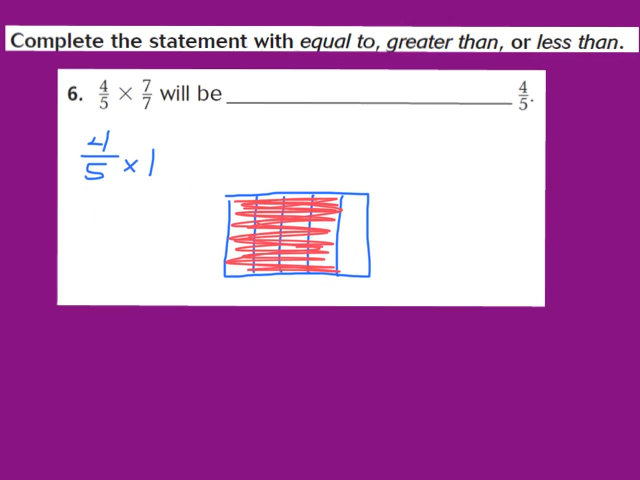 Complete the statement with equal to, greater than, or less than.
6. 4/5 × 7/7 will be ____________________ 4/5.
4/5 × 1